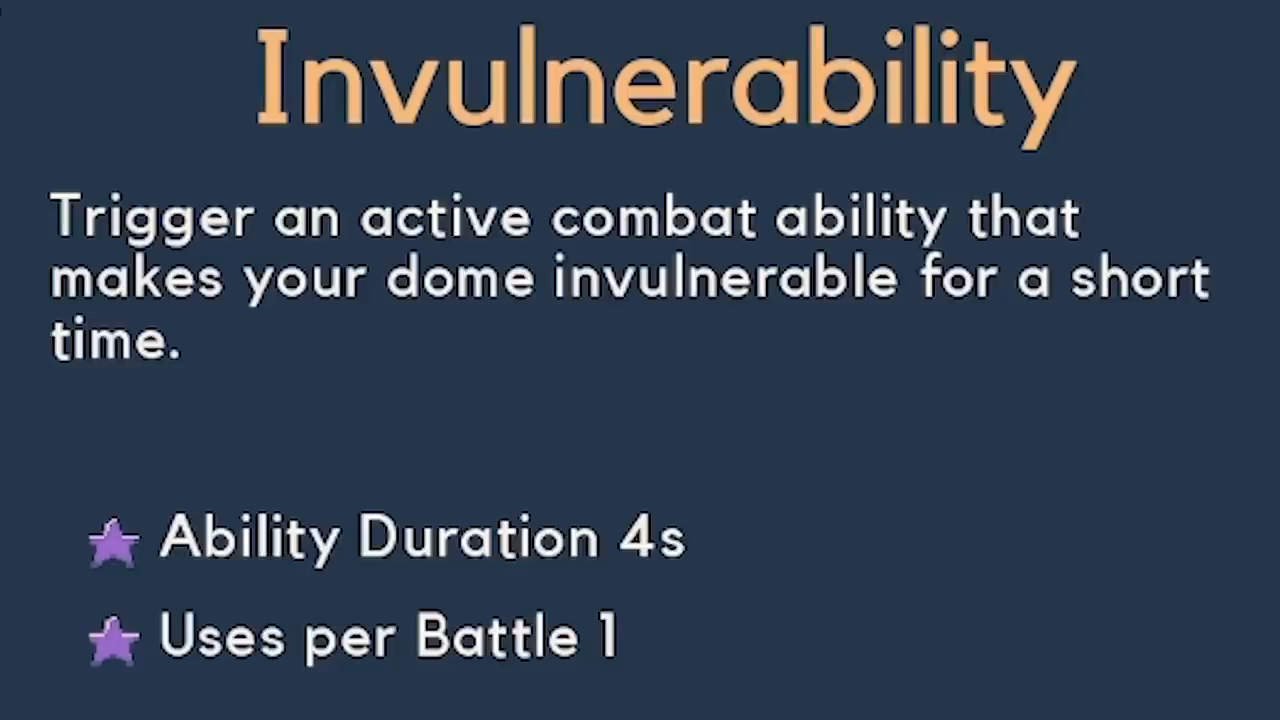 Invulnerability
Trigger an active combat ability that
makes your dome invulnerable for a short
time.
Ability Duration 4s
Uses per Battle 1